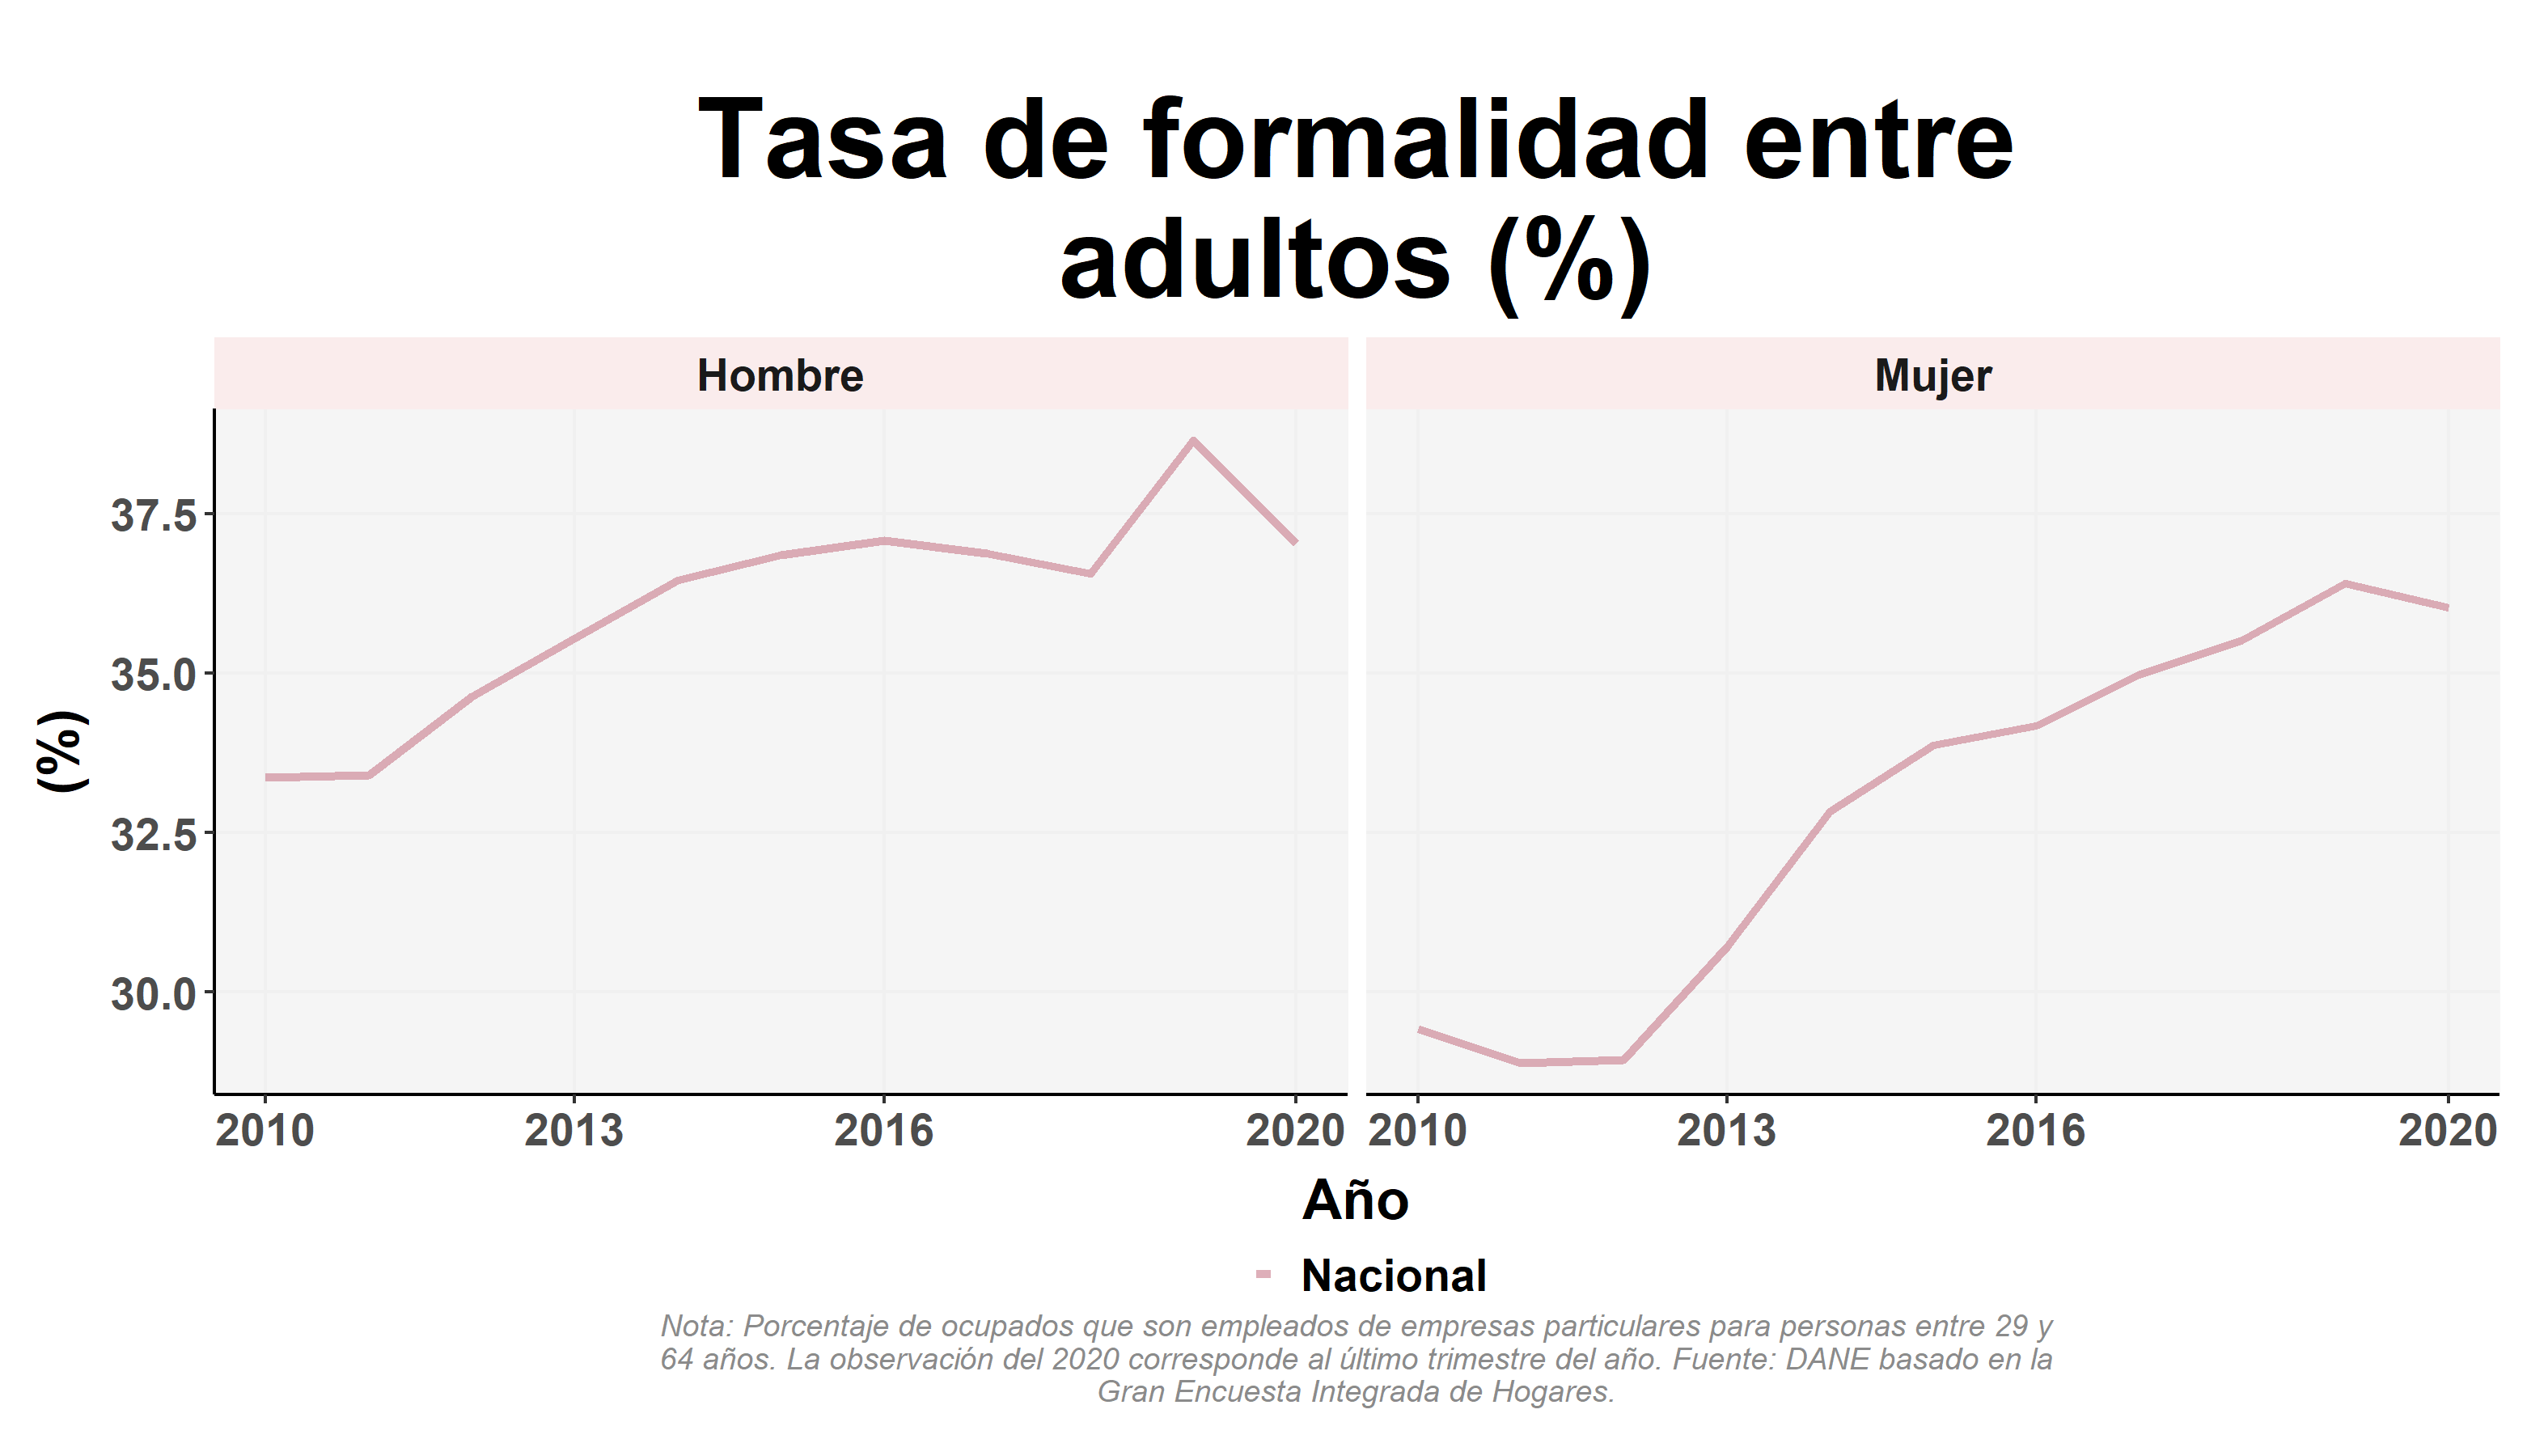 Tasa de formalidad entre
adultos (%)
Hombre
Mujer
(%)
37.5
35.0
32.5
30.0
2010 2013 2016 2020
2010 2013 2016 2020
Año
Nacional
Nota: Porcentaje de ocupados que son empleados de empresas particulares para personas entre 29 y
64 años. La observación del 2020 corresponde al último trimestre del año. Fuente: DANE basado en la
Gran Encuesta Integrada de Hogares.